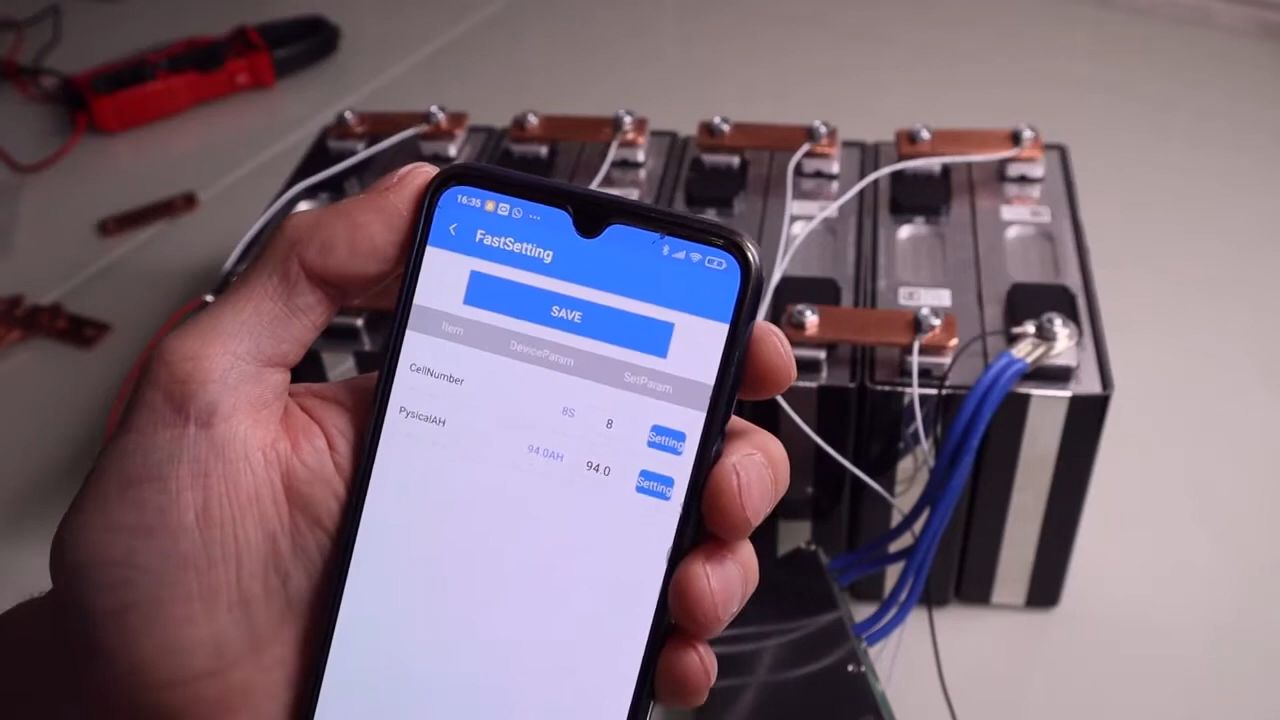 16:35 ...
FastSetting
SAVE
Item DeviceParam SetParam
CellNumber 8S 8 Setting
PysicalAH 94.0AH 94.0 Setting